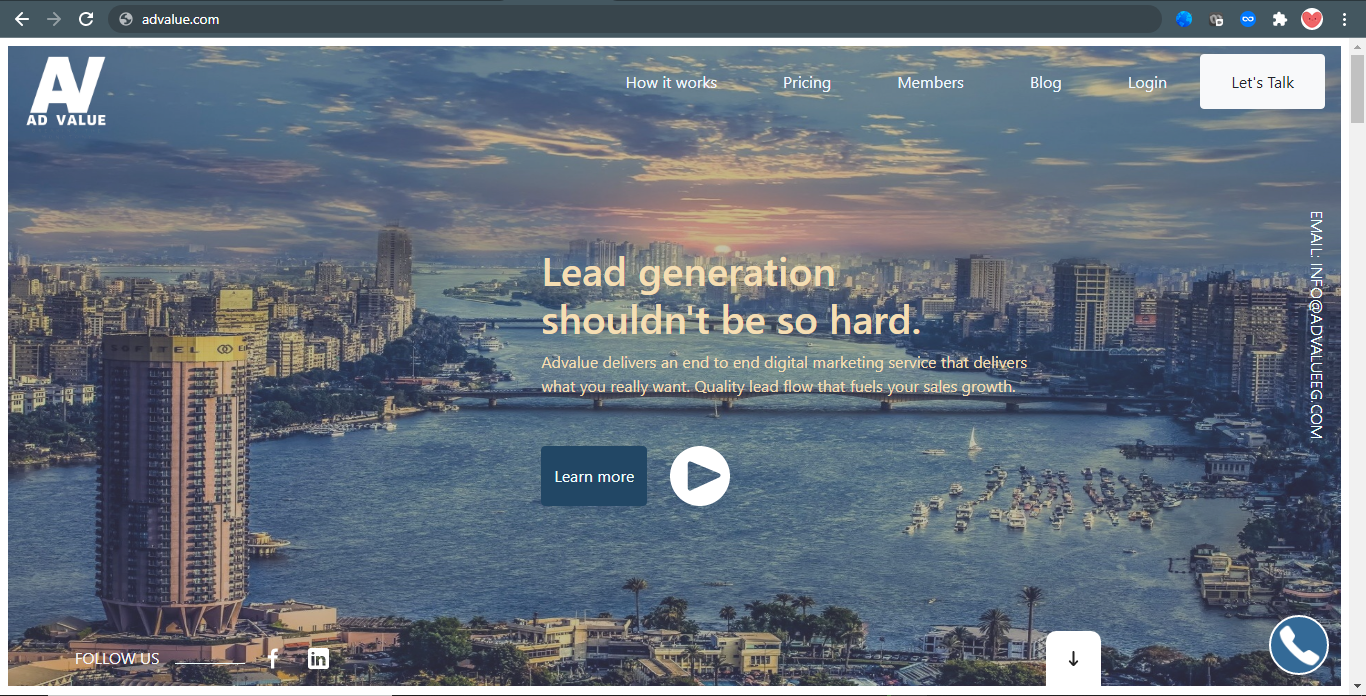 advalue.com
AV
AD VALUE
How it works
Pricing
Members
Blog
Login
Let's Talk
EMAIL: INFO@ADVALUEEG.COM
Lead generation
shouldn't be so hard.
Advalue delivers an end to end digital marketing service that delivers
what you really want. Quality lead flow that fuels your sales growth.
SOFITEL
Learn more
FOLLOW US
f
in